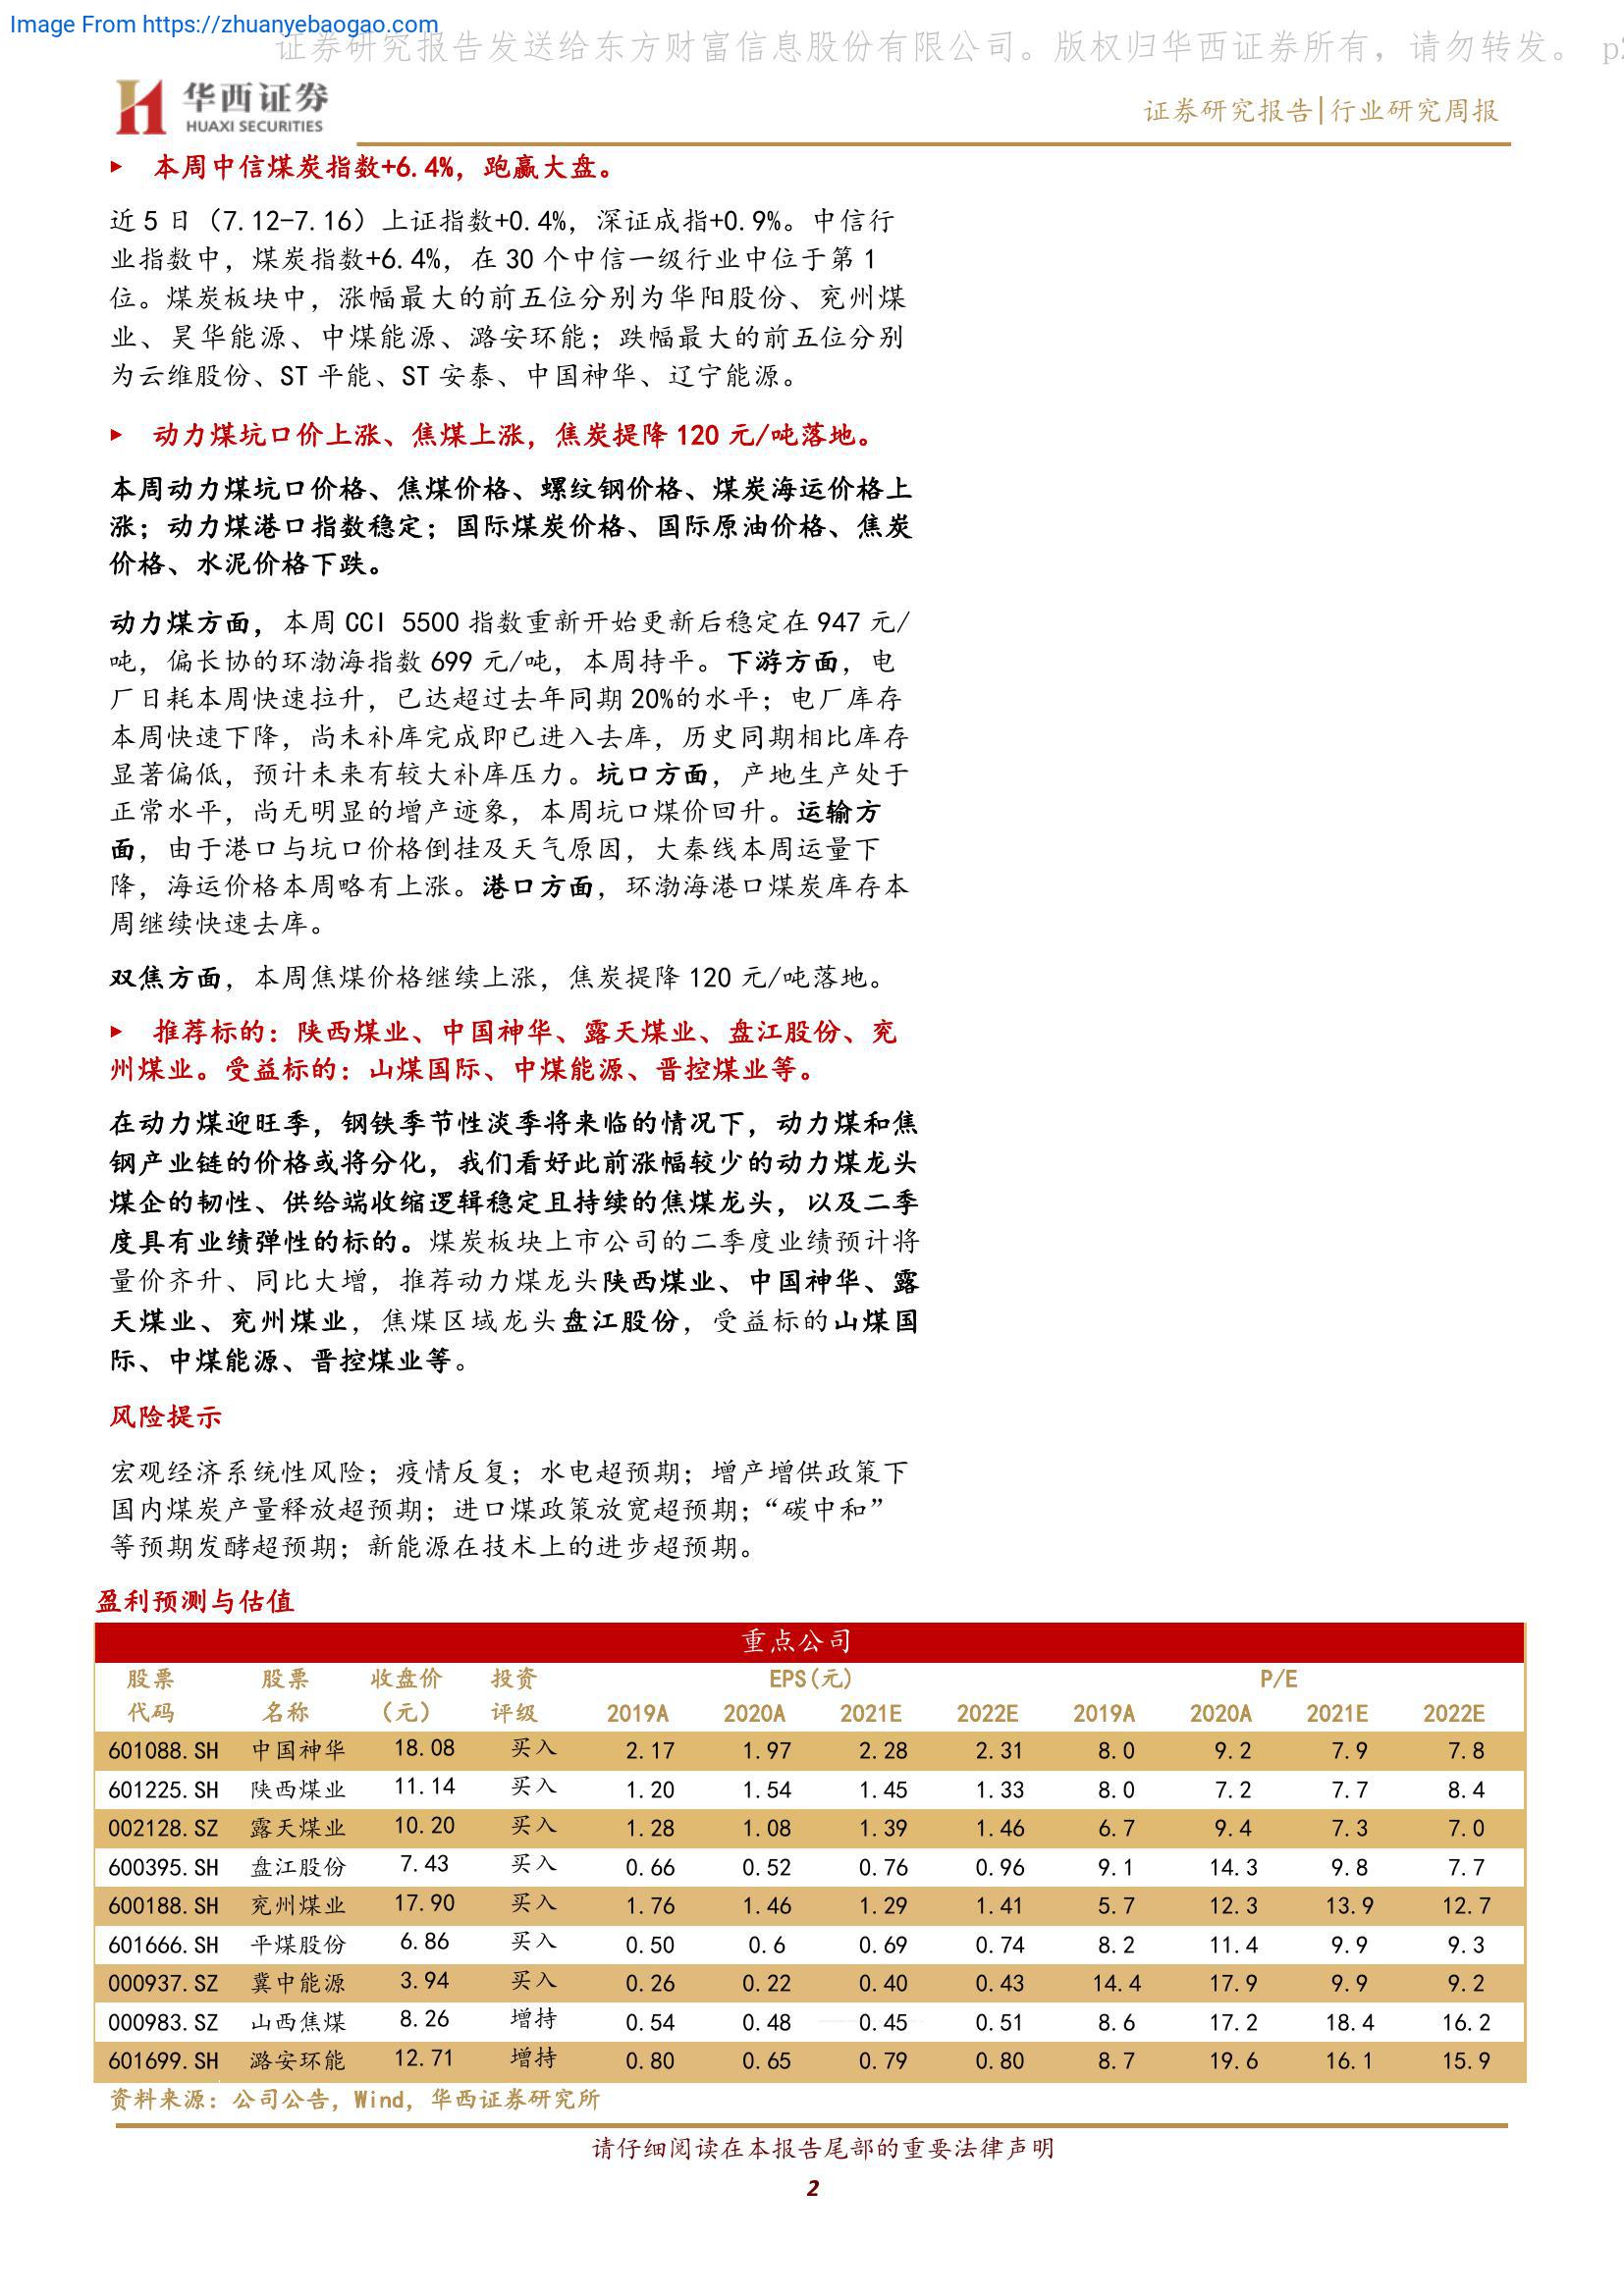 Image From https://zhuanyebaogao.com
证券研究报告发送给东方财富信息股份有限公司。版权归华西证券所有，请勿转发。 p2
华西证券
HUAXI SECURITIES
证券研究报告|行业研究周报
▶ 本周中信煤炭指数+6.4%，跑赢大盘。
近 5 日（7.12-7.16）上证指数+0.4%，深证成指+0.9%。中信行
业指数中，煤炭指数+6.4%，在 30 个中信一级行业中位于第 1
位。煤炭板块中，涨幅最大的前五位分别为华阳股份、兖州煤
业、昊华能源、中煤能源、潞安环能；跌幅最大的前五位分别
为云维股份、ST 平能、ST 安泰、中国神华、辽宁能源。
▶ 动力煤坑口价上涨、焦煤上涨，焦炭提降 120 元/吨落地。
本周动力煤坑口价格、焦煤价格、螺纹钢价格、煤炭海运价格上
涨；动力煤港口指数稳定；国际煤炭价格、国际原油价格、焦炭
价格、水泥价格下跌。
动力煤方面，本周 CCI 5500 指数重新开始更新后稳定在 947 元/
吨，偏长协的环渤海指数 699 元/吨，本周持平。下游方面，电
厂日耗本周快速拉升，已达超过去年同期 20%的水平；电厂库存
本周快速下降，尚未补库完成即已进入去库，历史同期相比库存
显著偏低，预计未来有较大补库压力。坑口方面，产地生产处于
正常水平，尚无明显的增产迹象，本周坑口煤价回升。运输方
面，由于港口与坑口价格倒挂及天气原因，大秦线本周运量下
降，海运价格本周略有上涨。港口方面，环渤海港口煤炭库存本
周继续快速去库。
双焦方面，本周焦煤价格继续上涨，焦炭提降 120 元/吨落地。
▶ 推荐标的：陕西煤业、中国神华、露天煤业、盘江股份、兖
州煤业。受益标的：山煤国际、中煤能源、晋控煤业等。
在动力煤迎旺季，钢铁季节性淡季将来临的情况下，动力煤和焦
钢产业链的价格或将分化，我们看好此前涨幅较少的动力煤龙头
煤企的韧性、供给端收缩逻辑稳定且持续的焦煤龙头，以及二季
度具有业绩弹性的标的。煤炭板块上市公司的二季度业绩预计将
量价齐升、同比大增，推荐动力煤龙头陕西煤业、中国神华、露
天煤业、兖州煤业，焦煤区域龙头盘江股份，受益标的山煤国
际、中煤能源、晋控煤业等。
风险提示
宏观经济系统性风险；疫情反复；水电超预期；增产增供政策下
国内煤炭产量释放超预期；进口煤政策放宽超预期；“碳中和”
等预期发酵超预期；新能源在技术上的进步超预期。
盈利预测与估值
重点公司
股票 股票 收盘价 投资 EPS(元) P/E
代码 名称 （元） 评级 2019A 2020A 2021E 2022E 2019A 2020A 2021E 2022E
601088.SH 中国神华 18.08 买入 2.17 1.97 2.28 2.31 8.0 9.2 7.9 7.8
601225.SH 陕西煤业 11.14 买入 1.20 1.54 1.45 1.33 8.0 7.2 7.7 8.4
002128.SZ 露天煤业 10.20 买入 1.28 1.08 1.39 1.46 6.7 9.4 7.3 7.0
600395.SH 盘江股份 7.43 买入 0.66 0.52 0.76 0.96 9.1 14.3 9.8 7.7
600188.SH 兖州煤业 17.90 买入 1.76 1.46 1.29 1.41 5.7 12.3 13.9 12.7
601666.SH 平煤股份 6.86 买入 0.50 0.6 0.69 0.74 8.2 11.4 9.9 9.3
000937.SZ 冀中能源 3.94 买入 0.26 0.22 0.40 0.43 14.4 17.9 9.9 9.2
000983.SZ 山西焦煤 8.26 增持 0.54 0.48 0.45 0.51 8.6 17.2 18.4 16.2
601699.SH 潞安环能 12.71 增持 0.80 0.65 0.79 0.80 8.7 19.6 16.1 15.9
资料来源：公司公告，Wind，华西证券研究所
请仔细阅读在本报告尾部的重要法律声明
2